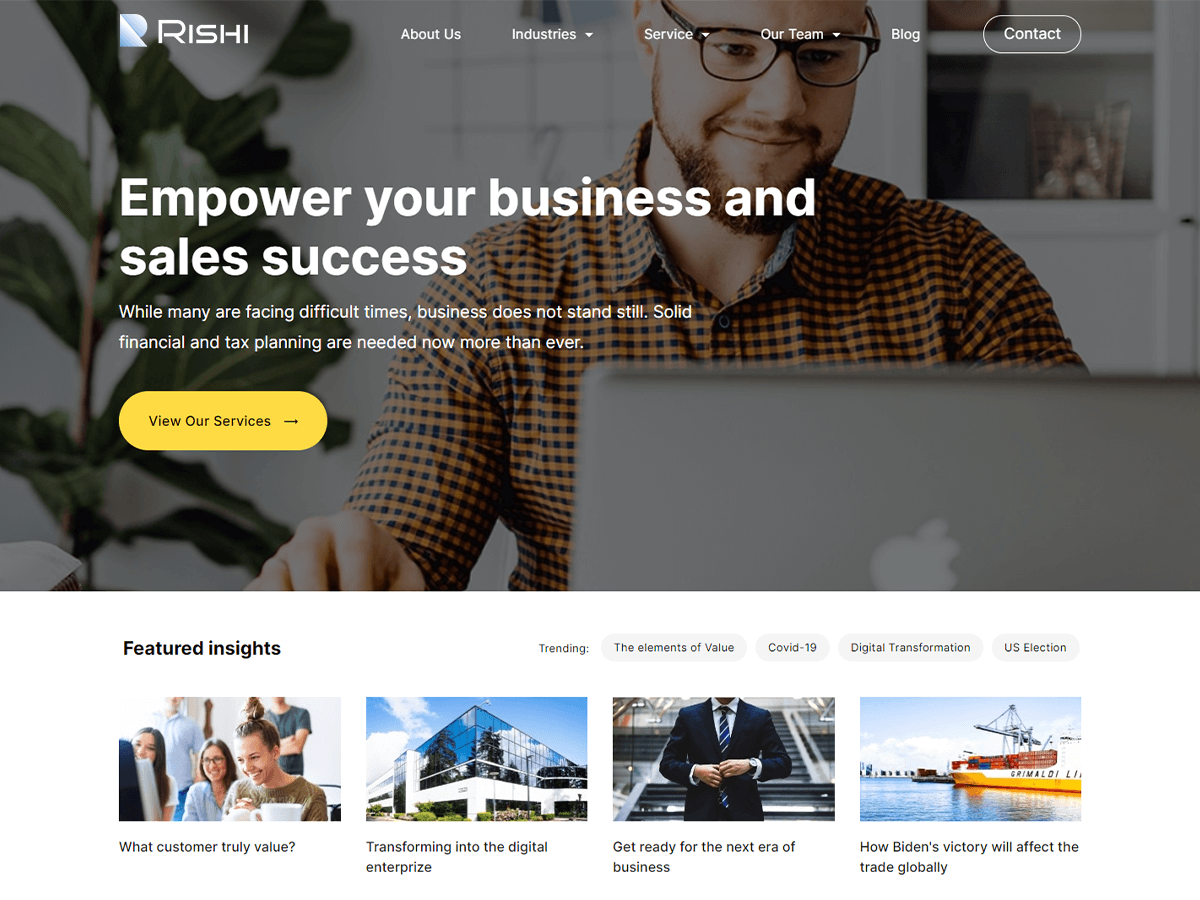 RISHI
About Us
Industries
Service
Our Team
Blog
Contact
Empower your business and
sales success
While many are facing difficult times, business does not stand still. Solid
financial and tax planning are needed now more than ever.
View Our Services →
Featured insights
Trending:
The elements of Value
Covid-19
Digital Transformation
US Election
GRIMALDI LI
What customer truly value?
Transforming into the digital
enterprize
Get ready for the next era of
business
How Biden's victory will affect the
trade globally